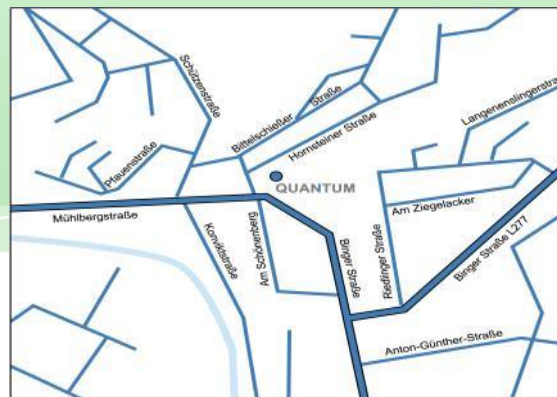 Schützenstraße
Langenenslingerstra
Bittelschießer
Straße
Hornsteiner Straße
Pfauenstraße
QUANTUM
Am Ziegelacker
Mühlbergstraße
Konviktstraße
Am Schönenberg
Binger Straße
Riedlinger Straße
Binger Straße L277
Anton-Günther-Straße